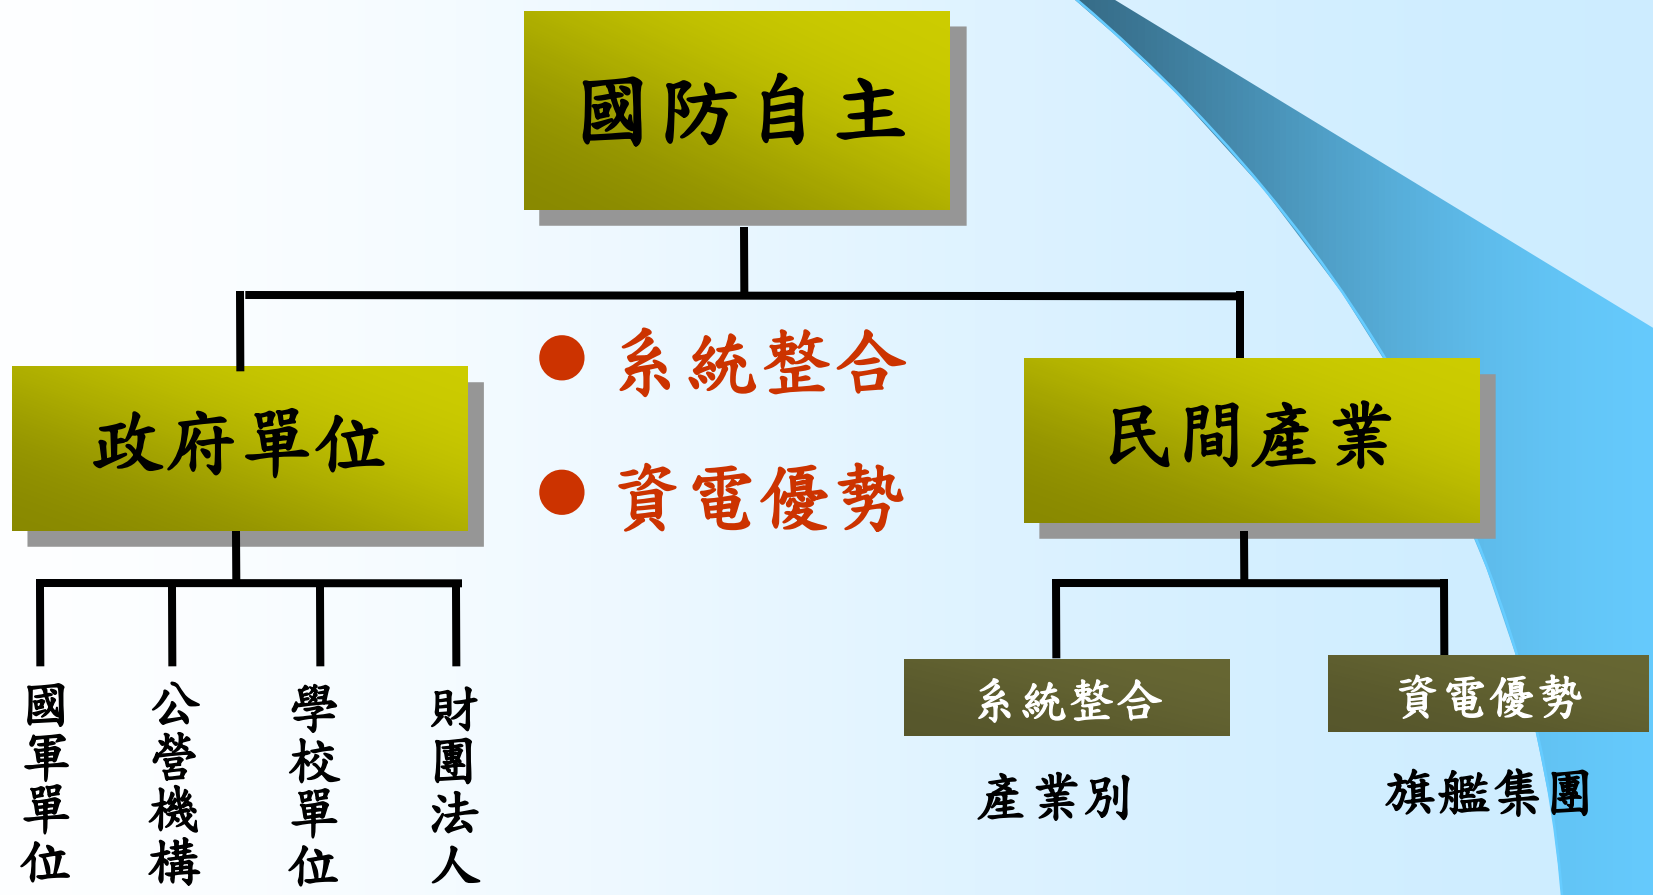 國防自主
系統整合
資電優勢
政府單位
民間產業
國軍單位
公營機構
學校單位
財團法人
系統整合
產業別
資電優勢
旗艦集團